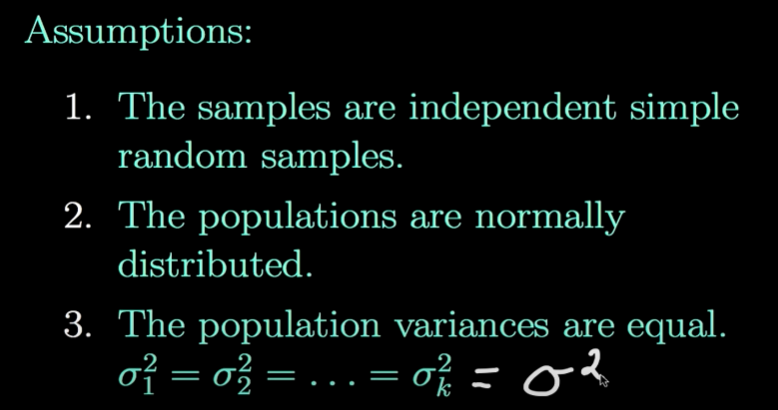 Assumptions:
1. The samples are independent simple
random samples.
2. The populations are normally
distributed.
3. The population variances are equal.
σ₁² = σ₂² = . . . = σₖ² = σ²